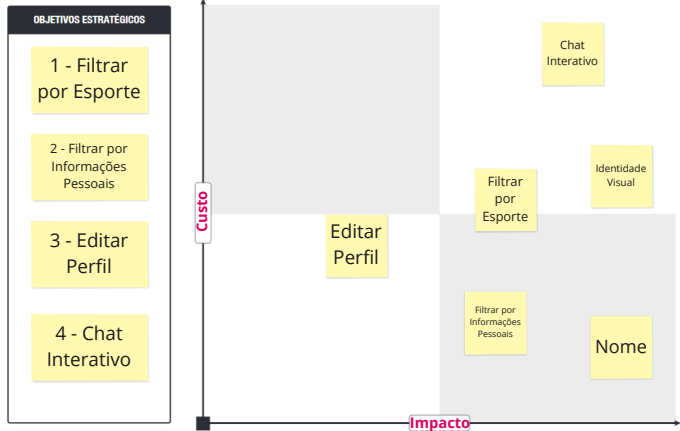 OBJETIVOS ESTRATÉGICOS
1 - Filtrar
por Esporte
2 - Filtrar por
Informações
Pessoais
3 - Editar
Perfil
4 - Chat
Interativo
Custo
Chat
Interativo
Identidade
Visual
Filtrar
por
Esporte
Editar
Perfil
Filtrar por
Informações
Pessoais
Nome
Impacto